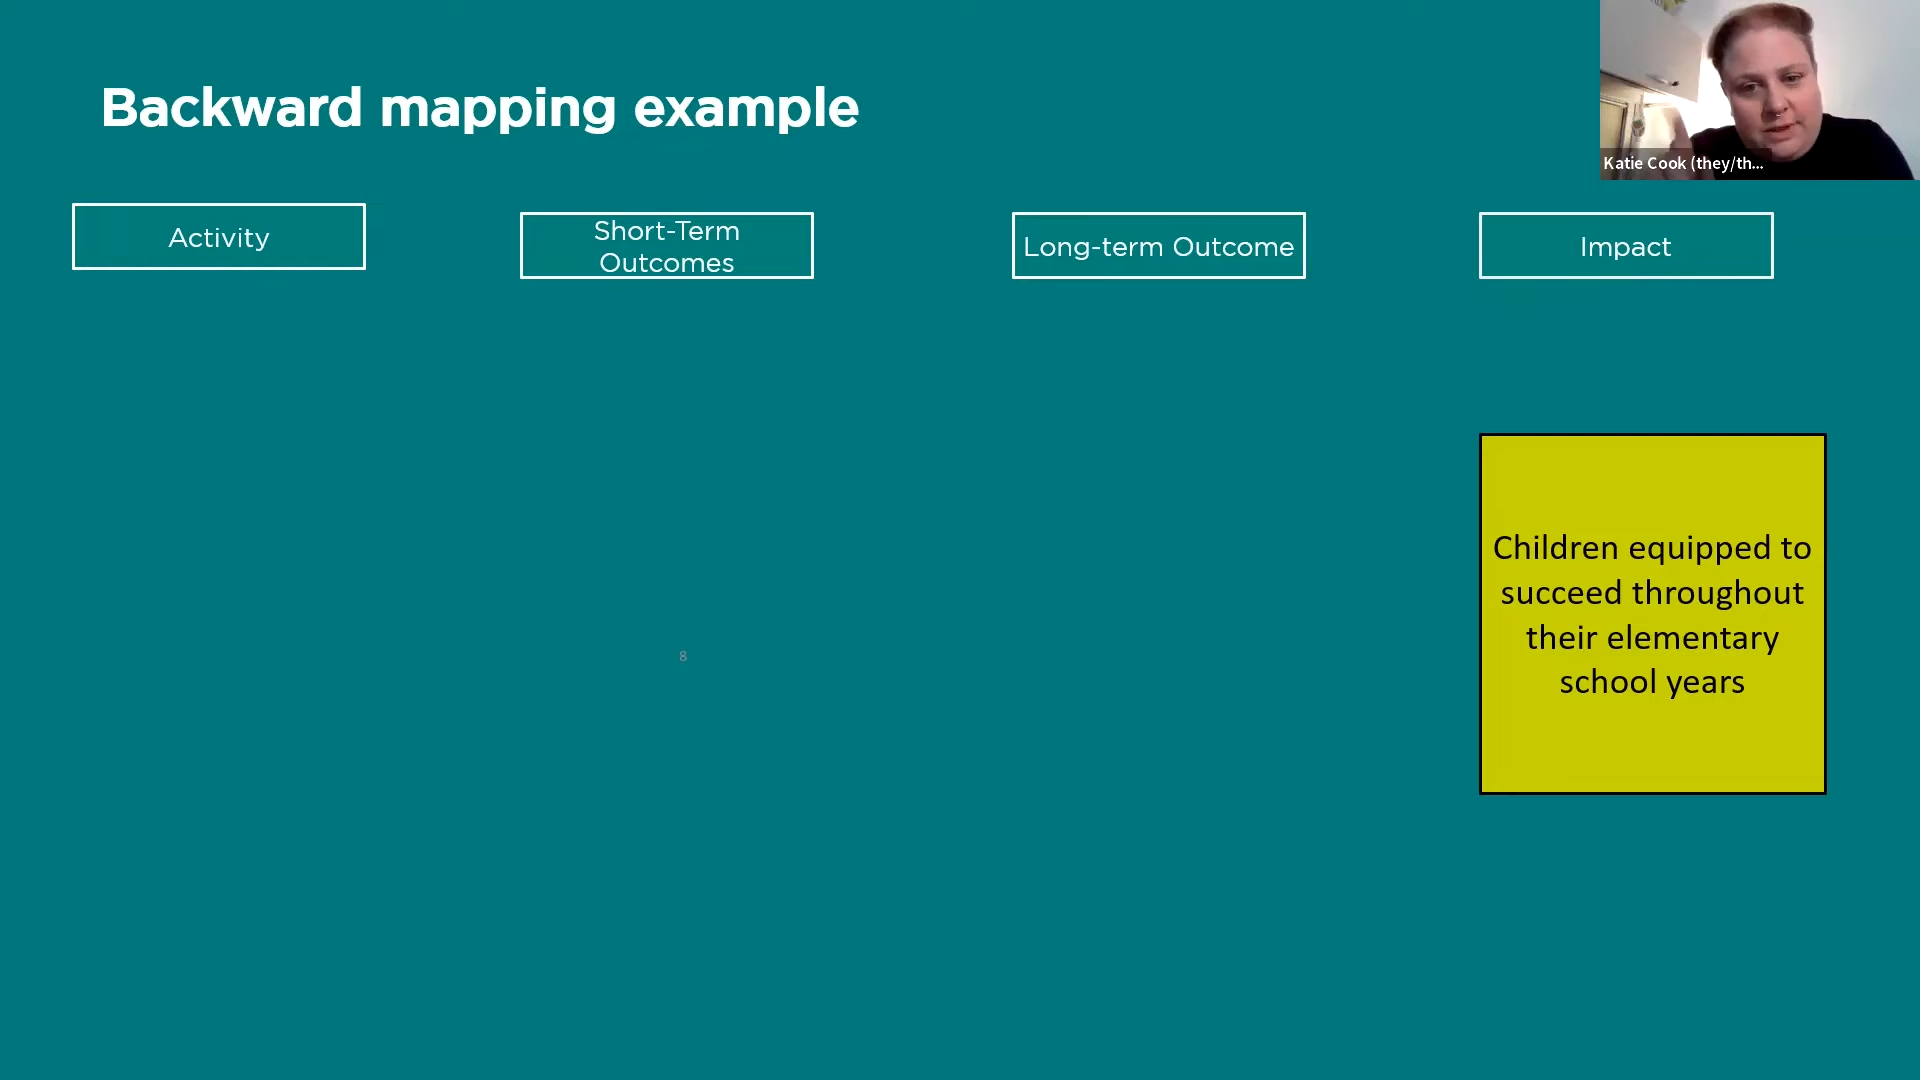 Backward mapping example
Katie Cook (they/th...
Activity
Short-Term
Outcomes
Long-term Outcome
Impact
Children equipped to
succeed throughout
their elementary
school years
8